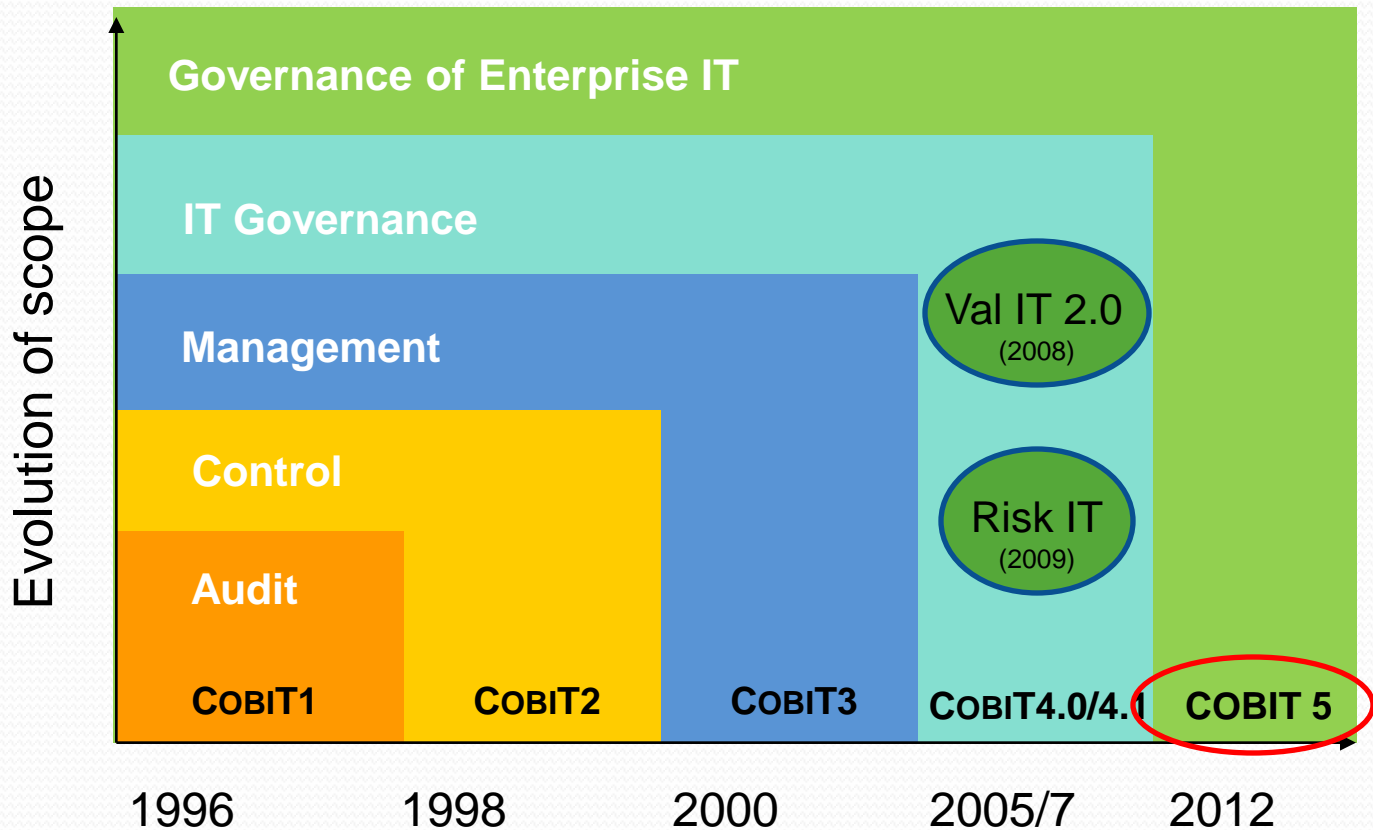 Evolution of scope
Governance of Enterprise IT
IT Governance
Management
Control
Audit
Val IT 2.0
(2008)
Risk IT
(2009)
COBIT1
COBIT2
COBIT3
COBIT4.0/4.1
COBIT 5
1996
1998
2000
2005/7
2012